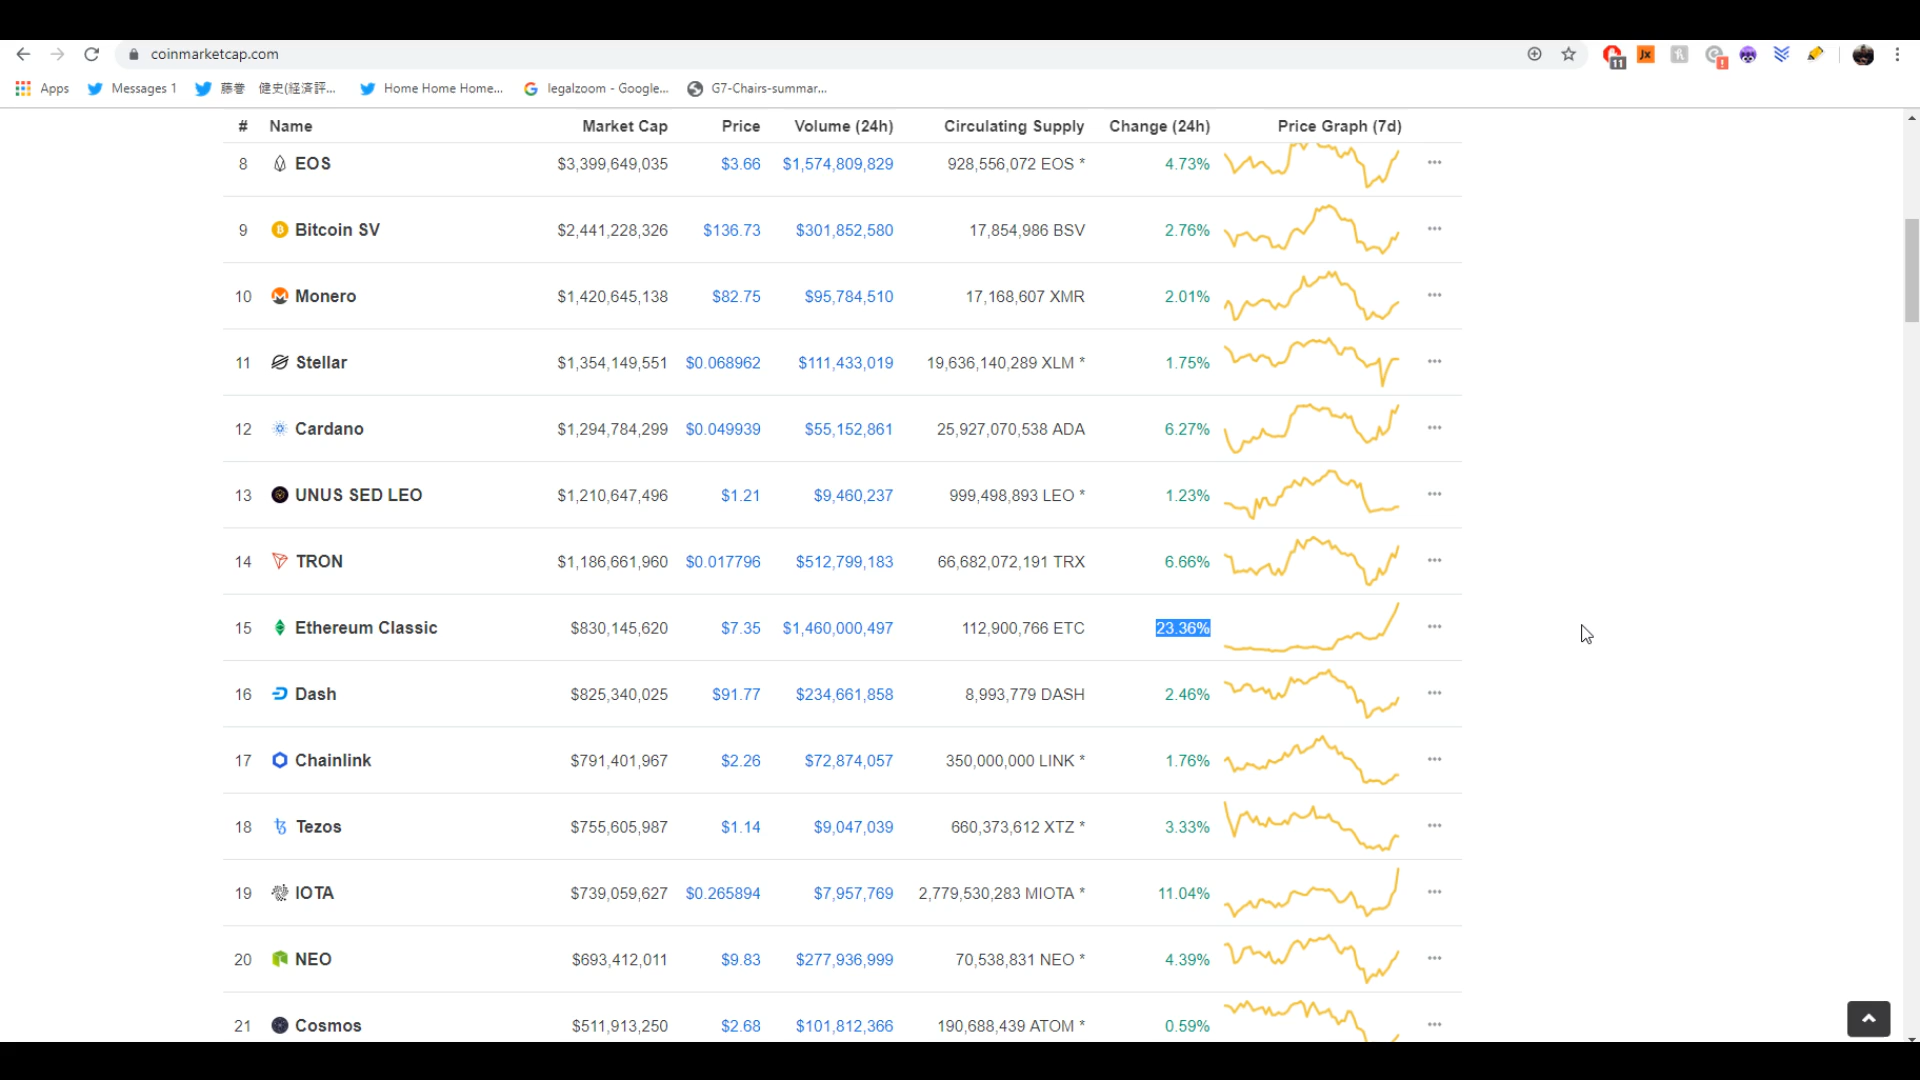 coinmarketcap.com
11
Jx
Apps Messages 1 藤巻 健史(経済評... Home Home Home... legalzoom - Google... G7-Chairs-summar...
# Name Market Cap Price Volume (24h) Circulating Supply Change (24h) Price Graph (7d)
8 EOS $3,399,649,035 $3.66 $1,574,809,829 928,556,072 EOS * 4.73%
9 Bitcoin SV $2,441,228,326 $136.73 $301,852,580 17,854,986 BSV 2.76%
10 Monero $1,420,645,138 $82.75 $95,784,510 17,168,607 XMR 2.01%
11 Stellar $1,354,149,551 $0.068962 $111,433,019 19,636,140,289 XLM * 1.75%
12 Cardano $1,294,784,299 $0.049939 $55,152,861 25,927,070,538 ADA 6.27%
13 UNUS SED LEO $1,210,647,496 $1.21 $9,460,237 999,498,893 LEO * 1.23%
14 TRON $1,186,661,960 $0.017796 $512,799,183 66,682,072,191 TRX 6.66%
15 Ethereum Classic $830,145,620 $7.35 $1,460,000,497 112,900,766 ETC 23.36%
16 Dash $825,340,025 $91.77 $234,661,858 8,993,779 DASH 2.46%
17 Chainlink $791,401,967 $2.26 $72,874,057 350,000,000 LINK * 1.76%
18 Tezos $755,605,987 $1.14 $9,047,039 660,373,612 XTZ * 3.33%
19 IOTA $739,059,627 $0.265894 $7,957,769 2,779,530,283 MIOTA * 11.04%
20 NEO $693,412,011 $9.83 $277,936,999 70,538,831 NEO * 4.39%
21 Cosmos $511,913,250 $2.68 $101,812,366 190,688,439 ATOM * 0.59%